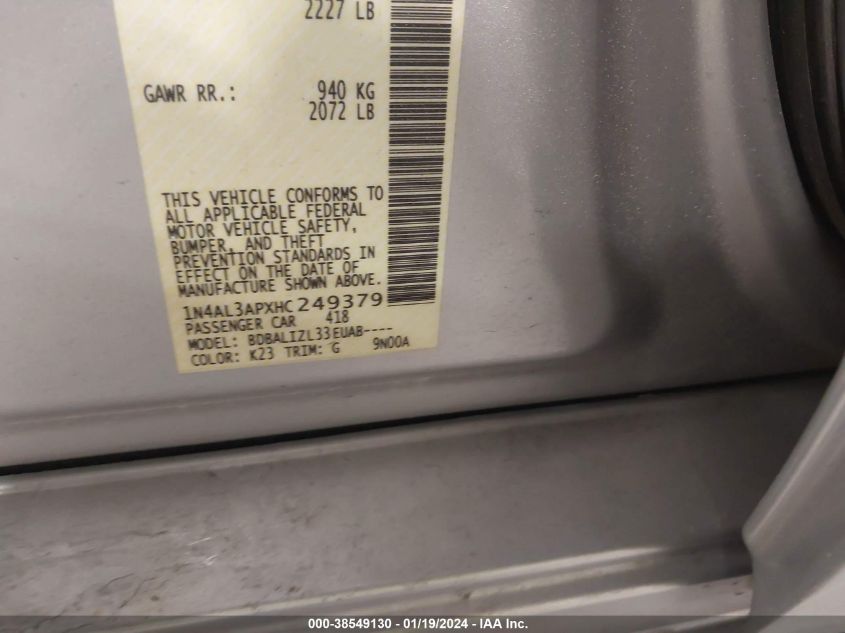 2227 LB
GAWR RR.: 940 KG
2072 LB
THIS VEHICLE CONFORMS TO
ALL APPLICABLE FEDERAL
MOTOR VEHICLE SAFETY,
BUMPER, AND THEFT
PREVENTION STANDARDS IN
EFFECT ON THE DATE OF
MANUFACTURE SHOWN ABOVE.
1N4AL3APXHC249379
PASSENGER CAR 418
MODEL: BDBALIZL33EUAB----
COLOR: K23 TRIM: G 9N00A
000-38549130 - 01/19/2024 - IAA Inc.